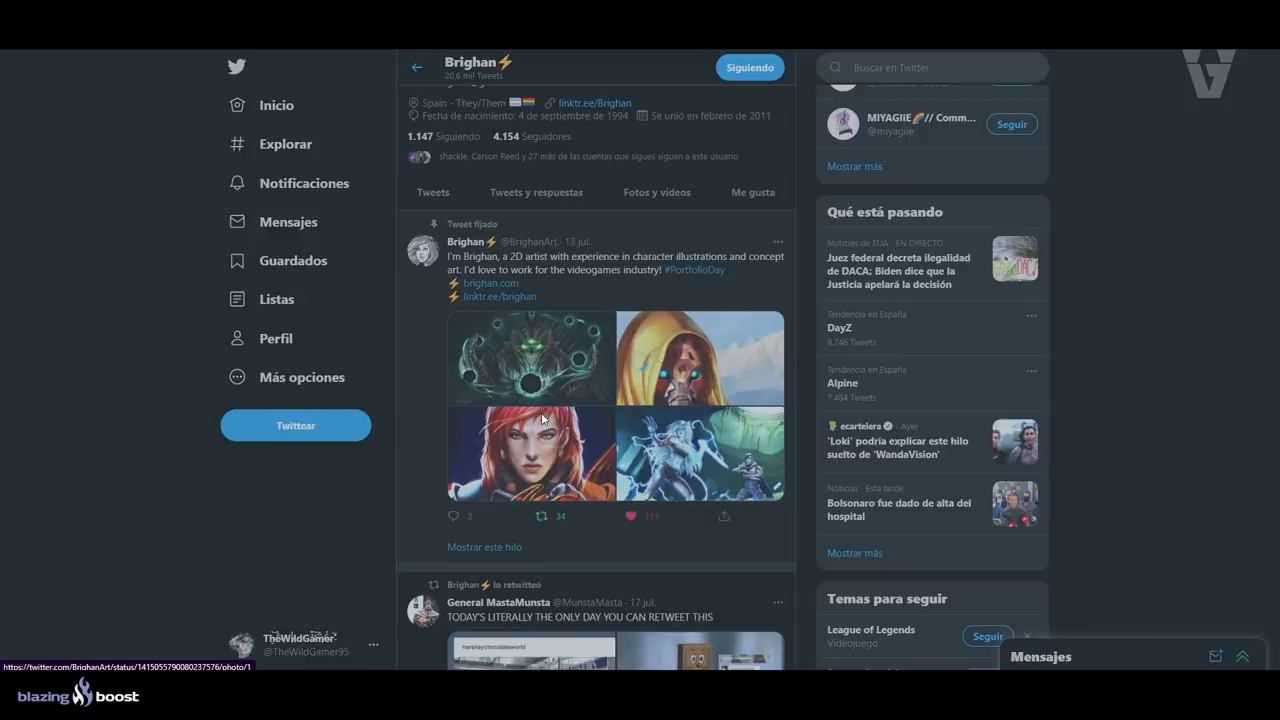 Brighan⚡
20,6 mil Tweets
Siguiendo
Buscar en Twitter
Inicio
Explorar
Notificaciones
Mensajes
Guardados
Listas
Perfil
Más opciones
Twittear
TheWildGamer
@TheWildGamer95
Spain - They/Them linktr.ee/Brighan
Fecha de nacimiento: 4 de septiembre de 1994 Se unió en febrero de 2011
1.147 Siguiendo 4.154 Seguidores
shackle, Carson Reed y 27 más de las cuentas que sigues siguen a este usuario
Tweets Tweets y respuestas Fotos y videos Me gusta
Tweet fijado
Brighan⚡ @BrighanArt · 13 jul.
I'm Brighan, a 2D artist with experience in character illustrations and concept
art. I'd love to work for the videogames industry! #PortfolioDay
⚡ brighan.com
⚡ linktr.ee/brighan
2 34 111
Mostrar este hilo
Brighan⚡ lo retwitteó
General MastaMunsta @MunstaMasta · 17 jul.
TODAY'S LITERALLY THE ONLY DAY YOU CAN RETWEET THIS
hersheychocolateworld
MIYAGIIE🌈// Comm...
@miyagiie
Seguir
Mostrar más
Qué está pasando
Noticias de EUA · EN DIRECTO
Juez federal decreta ilegalidad
de DACA; Biden dice que la
Justicia apelará la decisión
Tendencia en España
DayZ
8.746 Tweets
Tendencia en España
Alpine
7.484 Tweets
ecartelera · Ayer
'Loki' podría explicar este hilo
suelto de 'WandaVision'
Noticias · Esta tarde
Bolsonaro fue dado de alta del
hospital
Mostrar más
Temas para seguir
League of Legends
Videojuego
Seguir
Mensajes
https://twitter.com/BrighanArt/status/1415055790080237576/photo/1
blazing boost